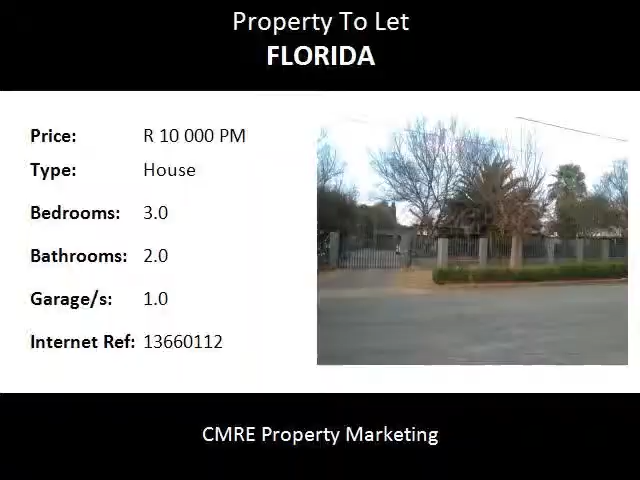 Property To Let
FLORIDA
Price: R 10 000 PM
Type: House
Bedrooms: 3.0
Bathrooms: 2.0
Garage/s: 1.0
Internet Ref: 13660112
CMRE Property Marketing